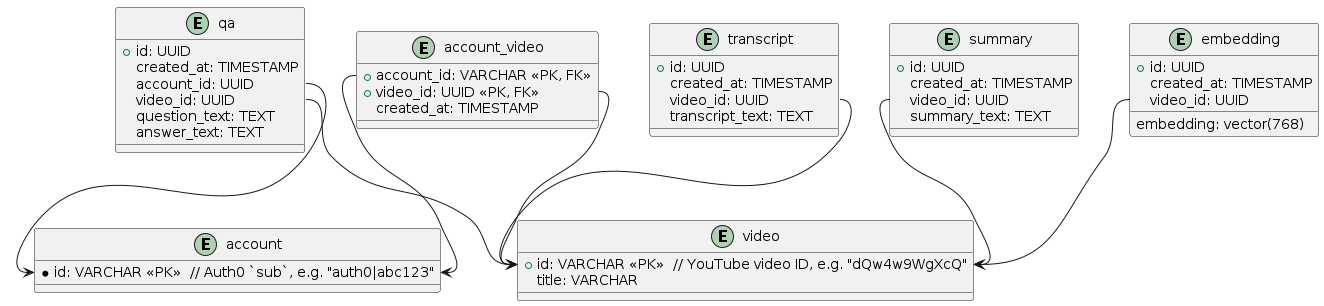 E qa
id: UUID
created_at: TIMESTAMP
account_id: UUID
video_id: UUID
question_text: TEXT
answer_text: TEXT
E account_video
account_id: VARCHAR «PK, FK»
video_id: UUID «PK, FK»
created_at: TIMESTAMP
E transcript
id: UUID
created_at: TIMESTAMP
video_id: UUID
transcript_text: TEXT
E summary
id: UUID
created_at: TIMESTAMP
video_id: UUID
summary_text: TEXT
E embedding
id: UUID
created_at: TIMESTAMP
video_id: UUID
embedding: vector(768)
E account
id: VARCHAR «PK» // Auth0 `sub`, e.g. "auth0|abc123"
E video
id: VARCHAR «PK» // YouTube video ID, e.g. "dQw4w9WgXcQ"
title: VARCHAR